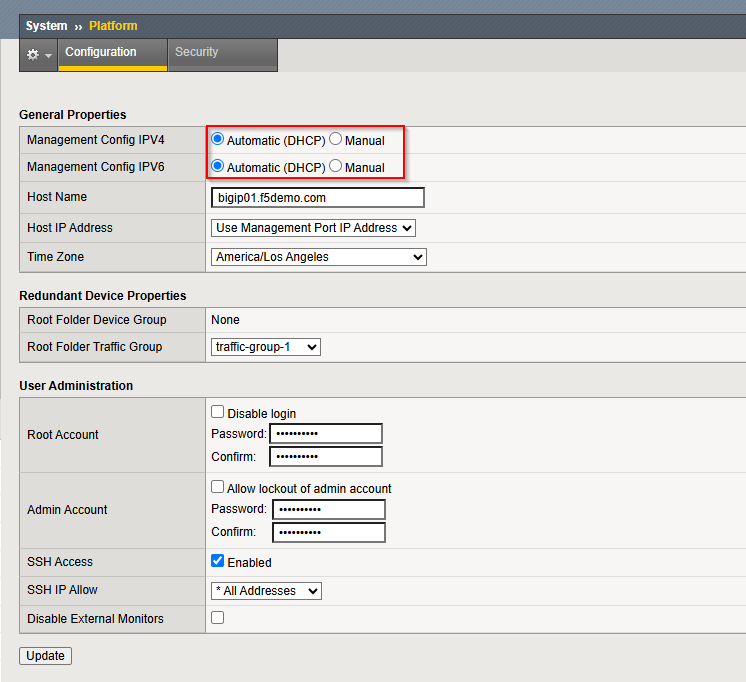 System ›› Platform
Configuration Security
General Properties
Management Config IPV4 Automatic (DHCP) Manual
Management Config IPV6 Automatic (DHCP) Manual
Host Name bigip01.f5demo.com
Host IP Address Use Management Port IP Address
Time Zone America/Los Angeles
Redundant Device Properties
Root Folder Device Group None
Root Folder Traffic Group traffic-group-1
User Administration
Disable login
Root Account Password: ••••••••••
Confirm: ••••••••••
Allow lockout of admin account
Admin Account Password: ••••••••••
Confirm: ••••••••••
SSH Access Enabled
SSH IP Allow * All Addresses
Disable External Monitors
Update